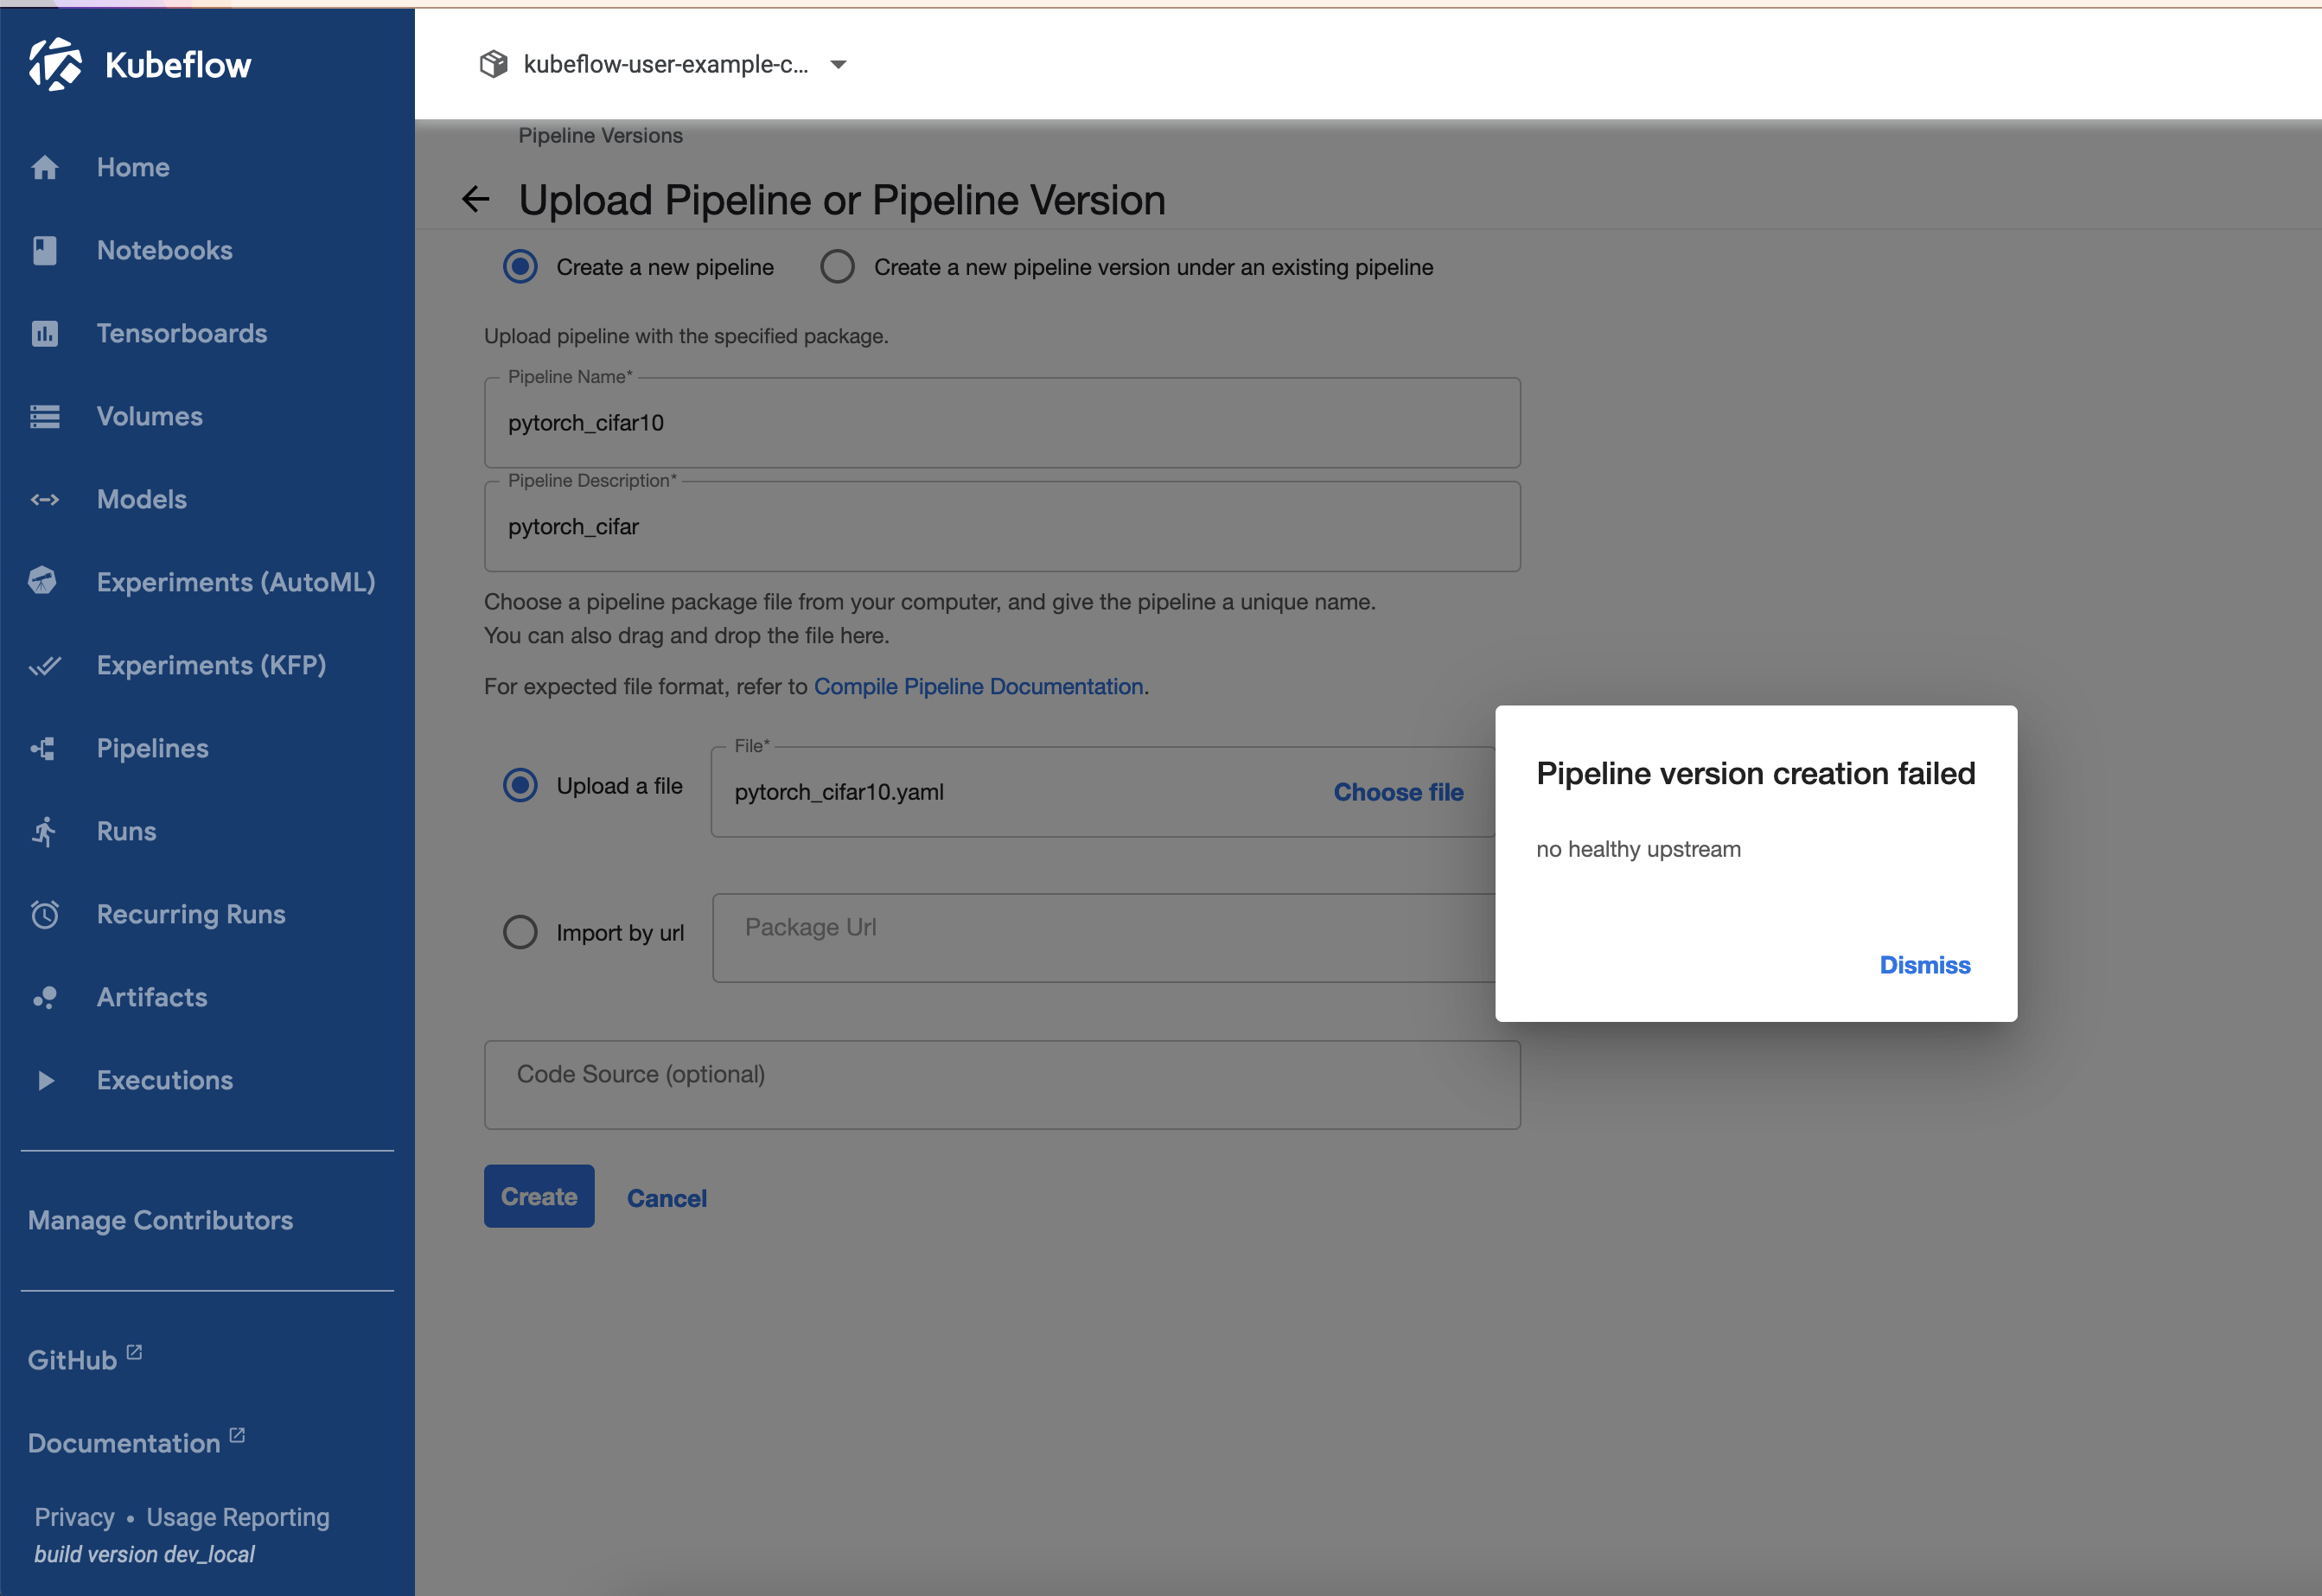 Kubeflow
kubeflow-user-example-c...
Home
Notebooks
Tensorboards
Volumes
Models
Experiments (AutoML)
Experiments (KFP)
Pipelines
Runs
Recurring Runs
Artifacts
Executions
Manage Contributors
GitHub
Documentation
Privacy • Usage Reporting
build version dev_local
Pipeline Versions
Upload Pipeline or Pipeline Version
Create a new pipeline
Create a new pipeline version under an existing pipeline
Upload pipeline with the specified package.
Pipeline Name*
pytorch_cifar10
Pipeline Description*
pytorch_cifar
Choose a pipeline package file from your computer, and give the pipeline a unique name.
You can also drag and drop the file here.
For expected file format, refer to Compile Pipeline Documentation.
Upload a file
File*
pytorch_cifar10.yaml
Choose file
Import by url
Package Url
Code Source (optional)
Create
Cancel
Pipeline version creation failed
no healthy upstream
Dismiss